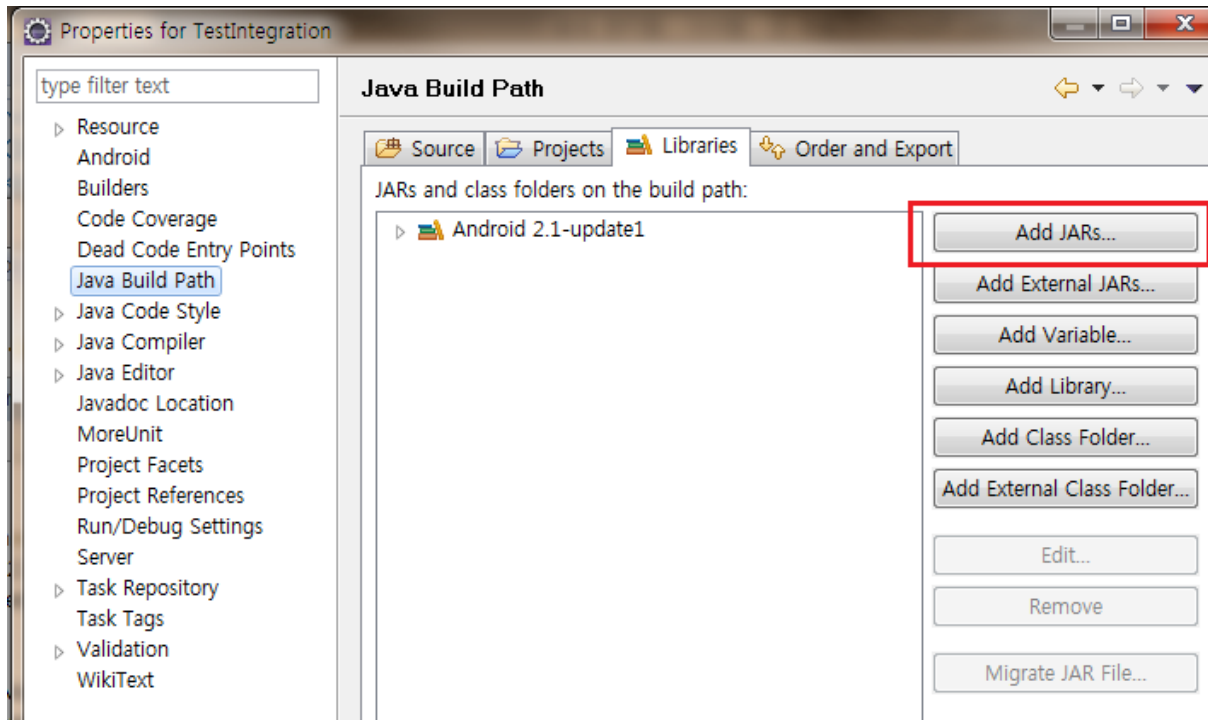 Properties for TestIntegration
type filter text
Resource
Android
Builders
Code Coverage
Dead Code Entry Points
Java Build Path
Java Code Style
Java Compiler
Java Editor
Javadoc Location
MoreUnit
Project Facets
Project References
Run/Debug Settings
Server
Task Repository
Task Tags
Validation
WikiText
Java Build Path
Source Projects Libraries Order and Export
JARs and class folders on the build path:
Android 2.1-update1
Add JARs...
Add External JARs...
Add Variable...
Add Library...
Add Class Folder...
Add External Class Folder...
Edit...
Remove
Migrate JAR File...